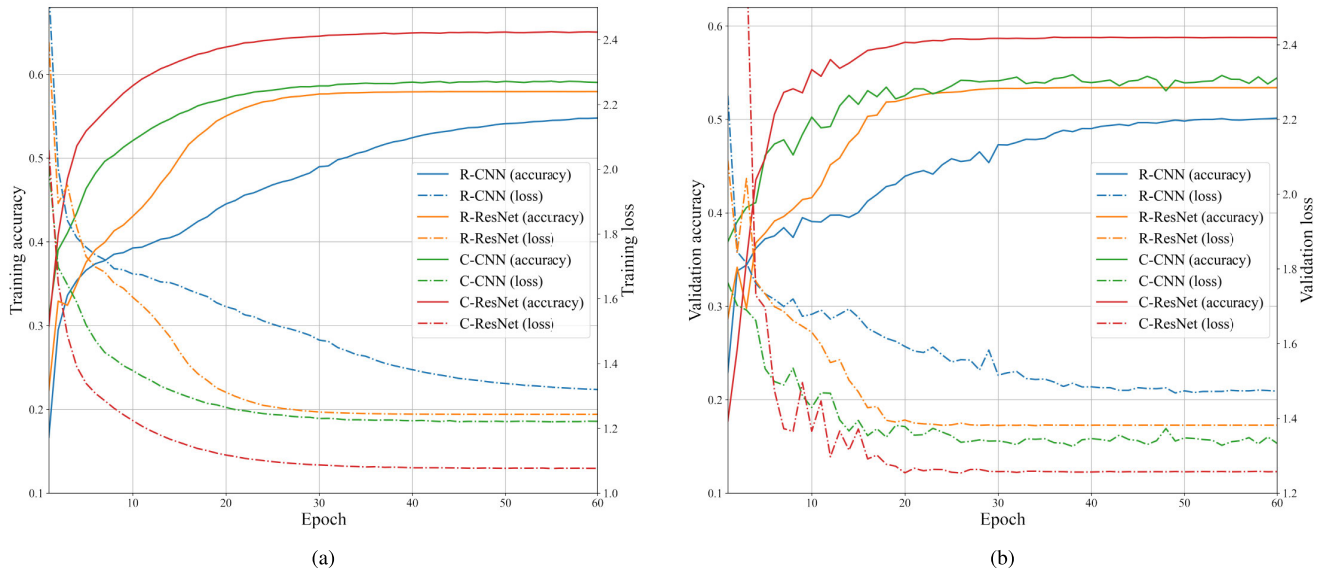 0.6
0.5
0.4
0.3
0.2
0.1
Training accuracy
2.4
2.2
2.0
1.8
1.6
1.4
1.2
1.0
Training loss
R-CNN (accuracy)
R-CNN (loss)
R-ResNet (accuracy)
R-ResNet (loss)
C-CNN (accuracy)
C-CNN (loss)
C-ResNet (accuracy)
C-ResNet (loss)
10 20 30 40 50 60
Epoch
(a)
0.6
0.5
0.4
0.3
0.2
0.1
Validation accuracy
2.4
2.2
2.0
1.8
1.6
1.4
1.2
Validation loss
R-CNN (accuracy)
R-CNN (loss)
R-ResNet (accuracy)
R-ResNet (loss)
C-CNN (accuracy)
C-CNN (loss)
C-ResNet (accuracy)
C-ResNet (loss)
10 20 30 40 50 60
Epoch
(b)